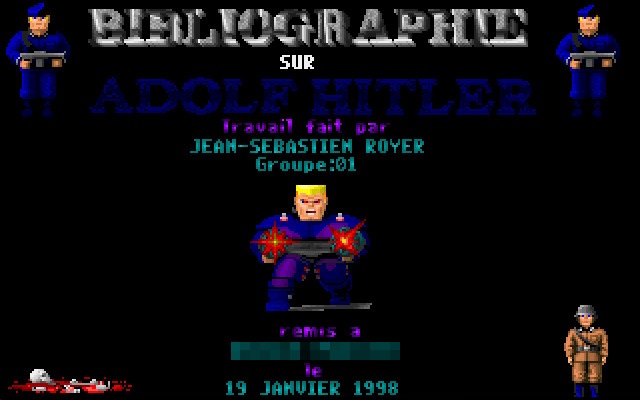 BIBLIOGRAPHIE
SUR
ADOLF HITLER
Travail fait par
JEAN-SEBASTIEN ROYER
Groupe:01
remis a
le
19 JANVIER 1998